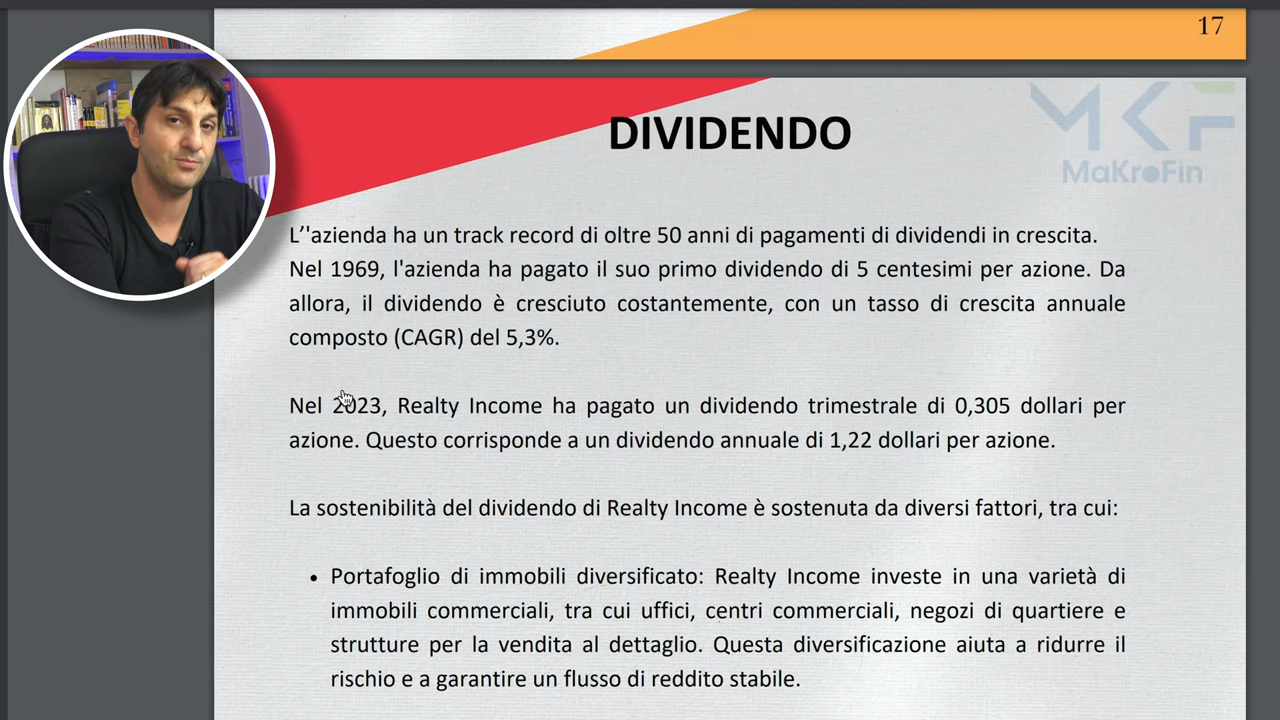 17
DIVIDENDO
MKF
MaKroFin
L’'azienda ha un track record di oltre 50 anni di pagamenti di dividendi in crescita.
Nel 1969, l'azienda ha pagato il suo primo dividendo di 5 centesimi per azione. Da
allora, il dividendo è cresciuto costantemente, con un tasso di crescita annuale
composto (CAGR) del 5,3%.
Nel 2023, Realty Income ha pagato un dividendo trimestrale di 0,305 dollari per
azione. Questo corrisponde a un dividendo annuale di 1,22 dollari per azione.
La sostenibilità del dividendo di Realty Income è sostenuta da diversi fattori, tra cui:
• Portafoglio di immobili diversificato: Realty Income investe in una varietà di
immobili commerciali, tra cui uffici, centri commerciali, negozi di quartiere e
strutture per la vendita al dettaglio. Questa diversificazione aiuta a ridurre il
rischio e a garantire un flusso di reddito stabile.